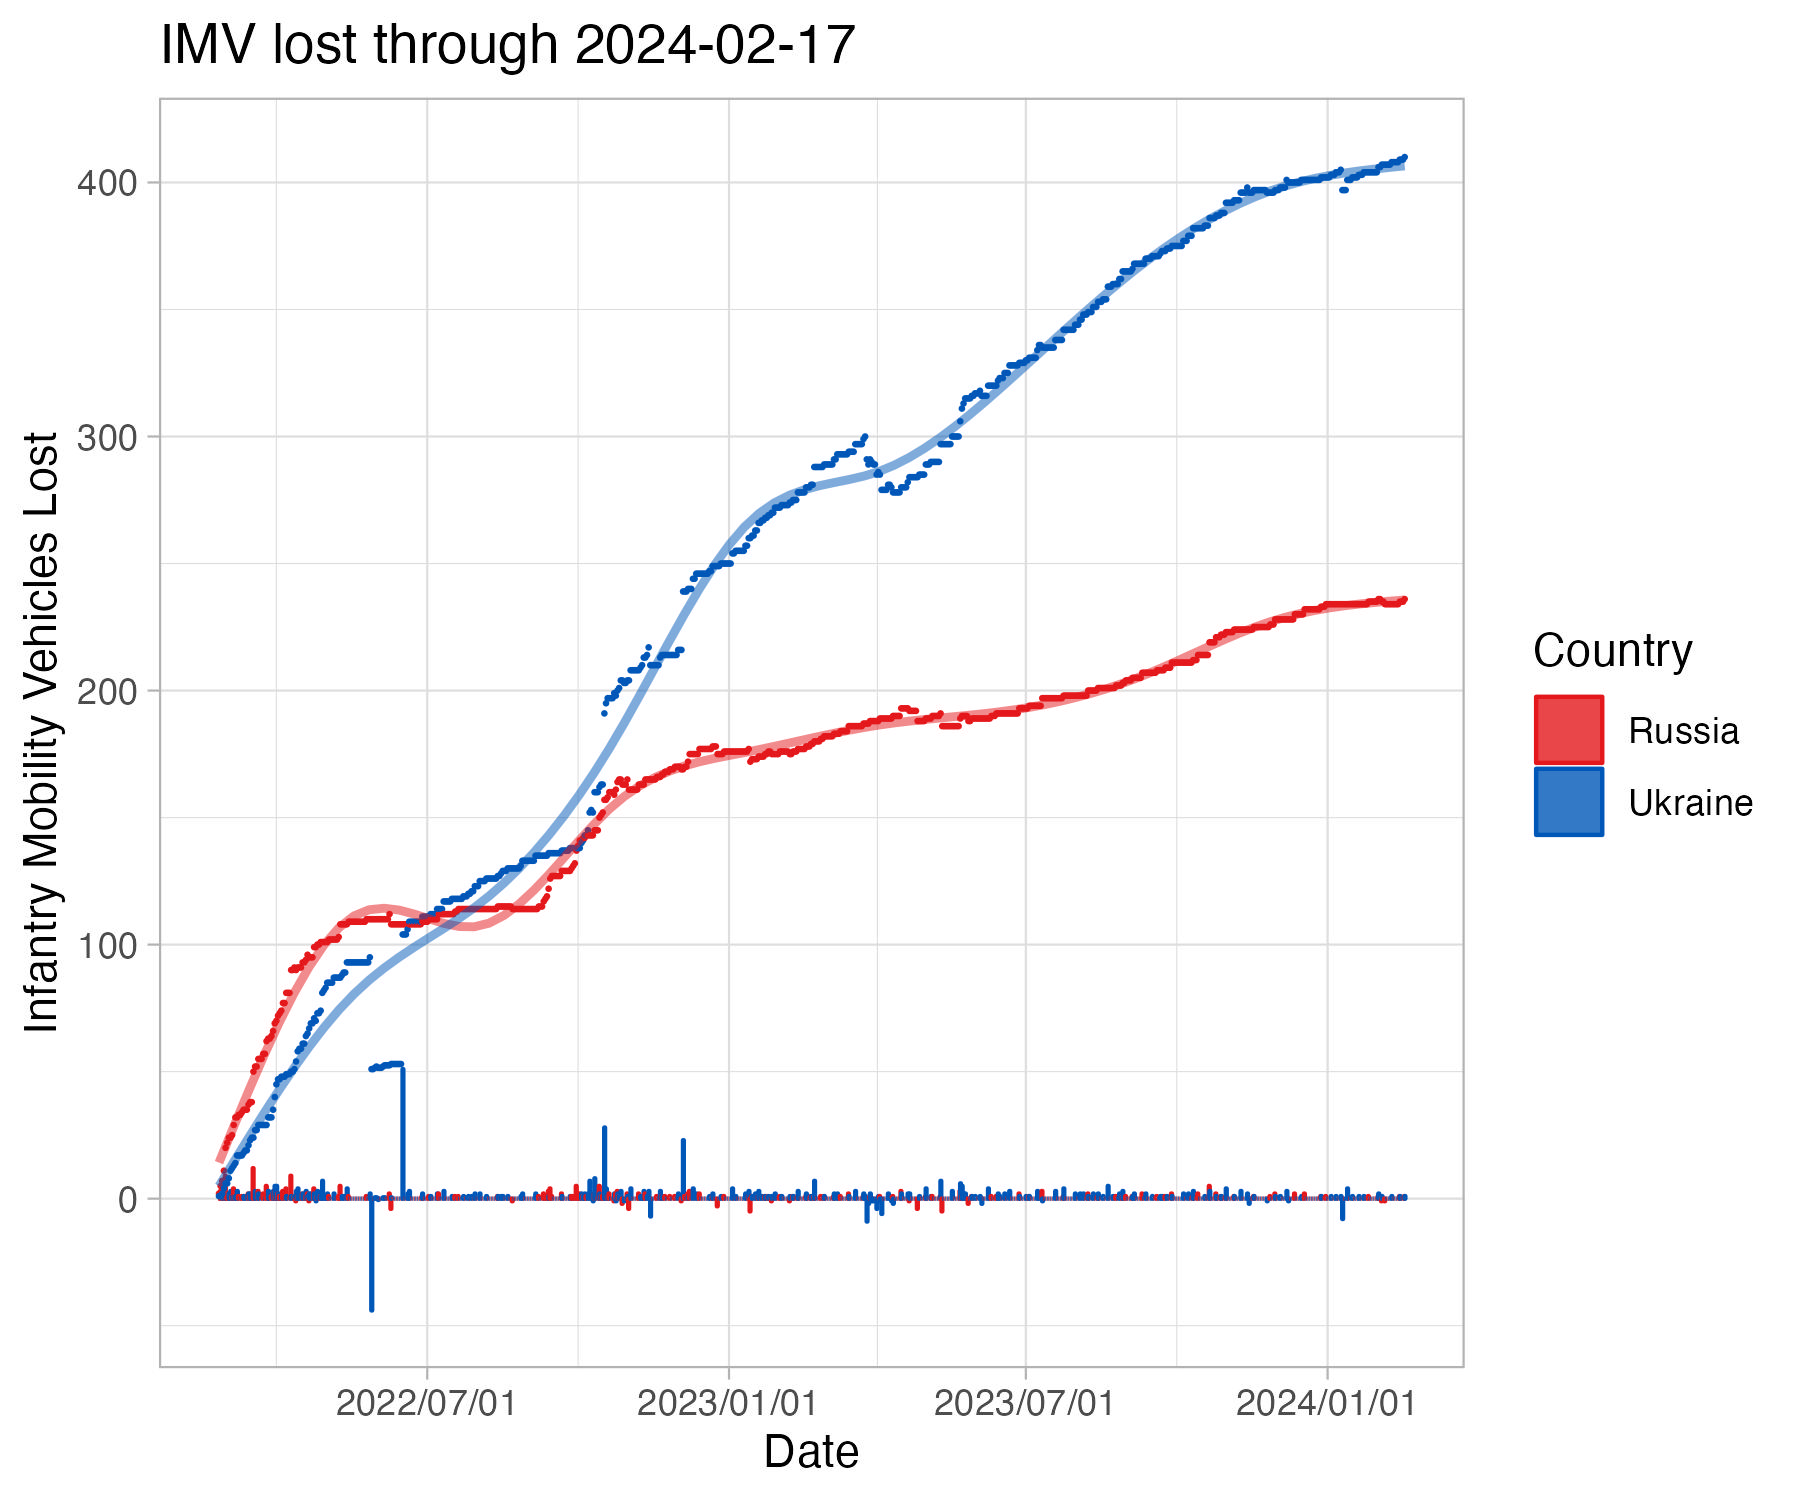 IMV lost through 2024-02-17
Infantry Mobility Vehicles Lost
400
300
200
100
0
2022/07/01
2023/01/01
2023/07/01
2024/01/01
Date
Country
Russia
Ukraine